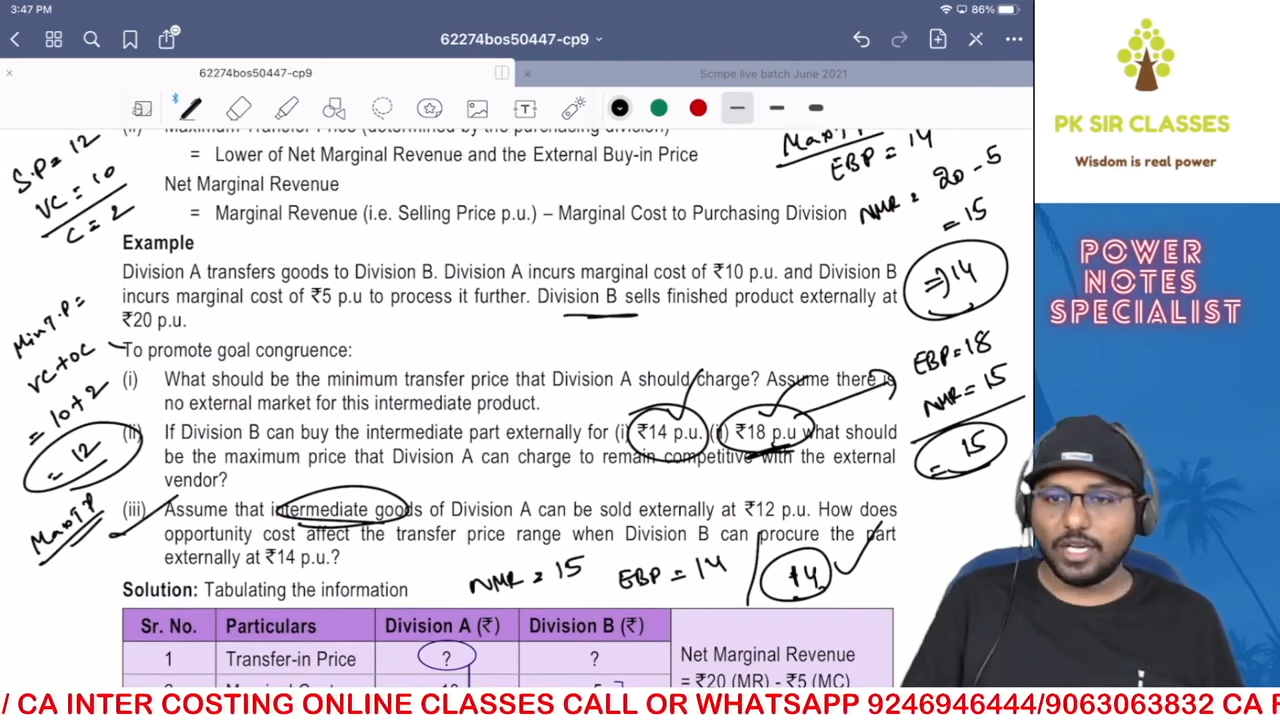 3:47 PM
86%
62274bos50447-cp9
62274bos50447-cp9
Scmpe live batch June 2021
(ii) Maximum Transfer Price (determined by the purchasing division)
= Lower of Net Marginal Revenue and the External Buy-in Price
Net Marginal Revenue
= Marginal Revenue (i.e. Selling Price p.u.) – Marginal Cost to Purchasing Division
Max T.P
EBP = 14
NMR = 20 - 5
= 15
=) 14
S.P = 12
VC = 10
C = 2
Example
Division A transfers goods to Division B. Division A incurs marginal cost of ₹10 p.u. and Division B
incurs marginal cost of ₹5 p.u to process it further. Division B sells finished product externally at
₹20 p.u.
To promote goal congruence:
(i) What should be the minimum transfer price that Division A should charge? Assume there is
no external market for this intermediate product.
(ii) If Division B can buy the intermediate part externally for (i) ₹14 p.u. (ii) ₹18 p.u what should
be the maximum price that Division A can charge to remain competitive with the external
vendor?
(iii) Assume that intermediate goods of Division A can be sold externally at ₹12 p.u. How does
opportunity cost affect the transfer price range when Division B can procure the part
externally at ₹14 p.u.?
Min T.P =
VC + OC
= 10 + 2
= 12
Max T.P
EBP = 18
NMR = 15
= 15
NMR = 15
EBP = 14
14
Solution: Tabulating the information
Sr. No. Particulars Division A (₹) Division B (₹)
1 Transfer-in Price ? ?
Net Marginal Revenue
= ₹20 (MR) - ₹5 (MC)
PK SIR CLASSES
Wisdom is real power
POWER
NOTES
SPECIALIST
/ CA INTER COSTING ONLINE CLASSES CALL OR WHATSAPP 9246946444/9063063832 CA